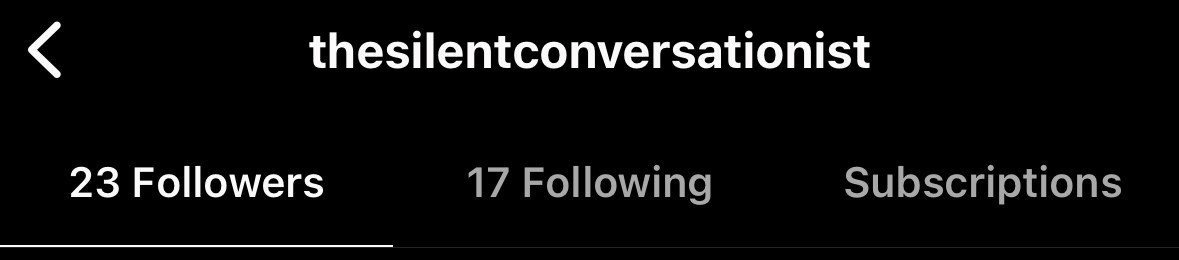 thesilentconversationist
23 Followers 17 Following Subscriptions